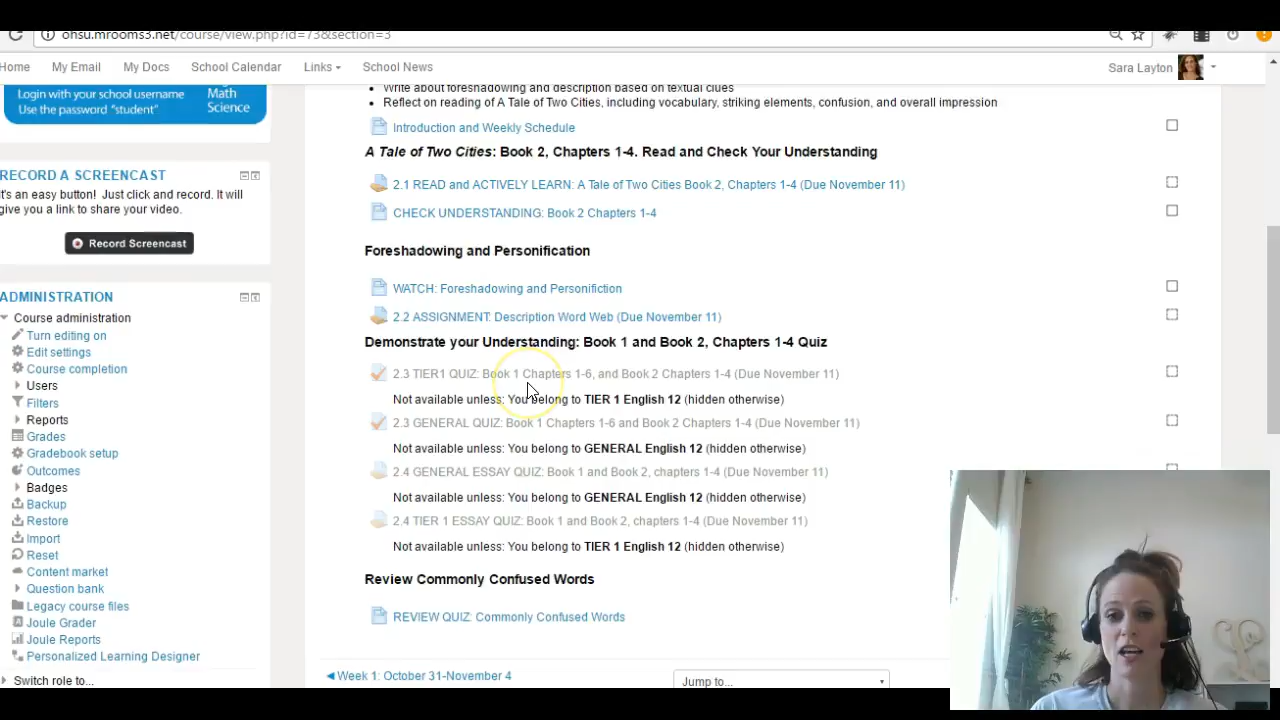 ohsu.mrooms3.net/course/view.php?id=73&section=3
Home My Email My Docs School Calendar Links School News Sara Layton
Login with your school username
Use the password "student"
Math
Science
RECORD A SCREENCAST
It's an easy button! Just click and record. It will
give you a link to share your video.
Record Screencast
ADMINISTRATION
Course administration
Turn editing on
Edit settings
Course completion
Users
Filters
Reports
Grades
Gradebook setup
Outcomes
Badges
Backup
Restore
Import
Reset
Content market
Question bank
Legacy course files
Joule Grader
Joule Reports
Personalized Learning Designer
Switch role to...
Write about foreshadowing and description based on textual clues
Reflect on reading of A Tale of Two Cities, including vocabulary, striking elements, confusion, and overall impression
Introduction and Weekly Schedule
A Tale of Two Cities: Book 2, Chapters 1-4. Read and Check Your Understanding
2.1 READ and ACTIVELY LEARN: A Tale of Two Cities Book 2, Chapters 1-4 (Due November 11)
CHECK UNDERSTANDING: Book 2 Chapters 1-4
Foreshadowing and Personification
WATCH: Foreshadowing and Personifiction
2.2 ASSIGNMENT: Description Word Web (Due November 11)
Demonstrate your Understanding: Book 1 and Book 2, Chapters 1-4 Quiz
2.3 TIER1 QUIZ: Book 1 Chapters 1-6, and Book 2 Chapters 1-4 (Due November 11)
Not available unless: You belong to TIER 1 English 12 (hidden otherwise)
2.3 GENERAL QUIZ: Book 1 Chapters 1-6 and Book 2 Chapters 1-4 (Due November 11)
Not available unless: You belong to GENERAL English 12 (hidden otherwise)
2.4 GENERAL ESSAY QUIZ: Book 1 and Book 2, chapters 1-4 (Due November 11)
Not available unless: You belong to GENERAL English 12 (hidden otherwise)
2.4 TIER 1 ESSAY QUIZ: Book 1 and Book 2, chapters 1-4 (Due November 11)
Not available unless: You belong to TIER 1 English 12 (hidden otherwise)
Review Commonly Confused Words
REVIEW QUIZ: Commonly Confused Words
Week 1: October 31-November 4
Jump to...